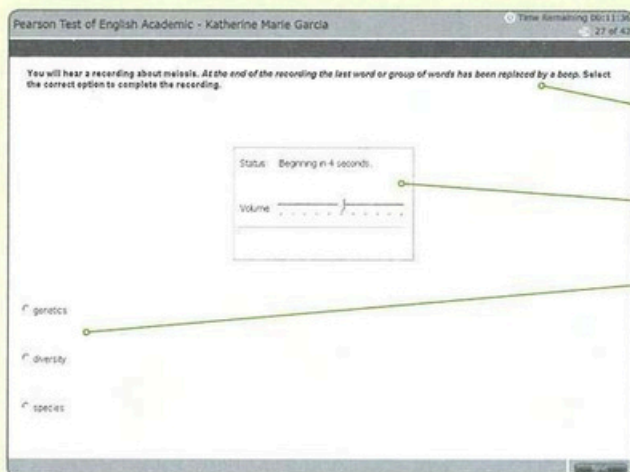 Pearson Test of English Academic - Katherine Marie Garcia
Time Remaining 00:11:36
27 of 43
You will hear a recording about meiosis. At the end of the recording the last word or group of words has been replaced by a beep. Select
the correct option to complete the recording.
Status: Beginning in 4 seconds.
Volume
genetics
diversity
species